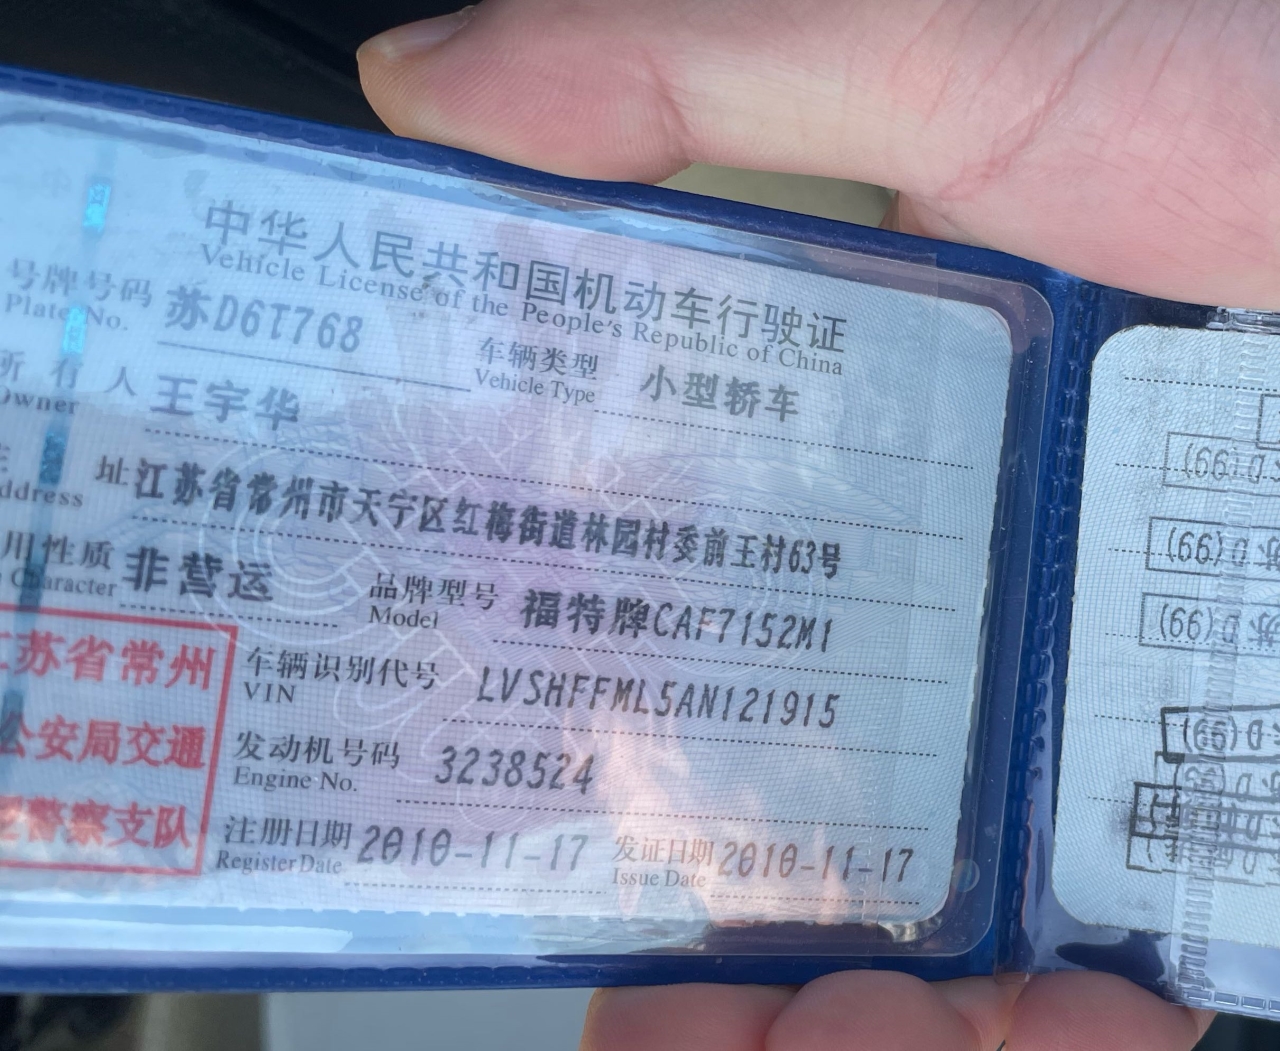 中华人民共和国机动车行驶证
Vehicle License of the People's Republic of China
号牌号码 苏D6T768
Plate No.
车辆类型 小型轿车
Vehicle Type
所有人 王宇华
Owner
址 江苏省常州市天宁区红梅街道林园村委前王村63号
ddress
用性质 非营运
Character
品牌型号 福特牌CAF7152M1
Model
车辆识别代号 LVSHFFML5AN121915
VIN
发动机号码 3238524
Engine No.
注册日期 2010-11-17
Register Date
发证日期 2010-11-17
Issue Date
江苏省常州
公安局交通
警察支队